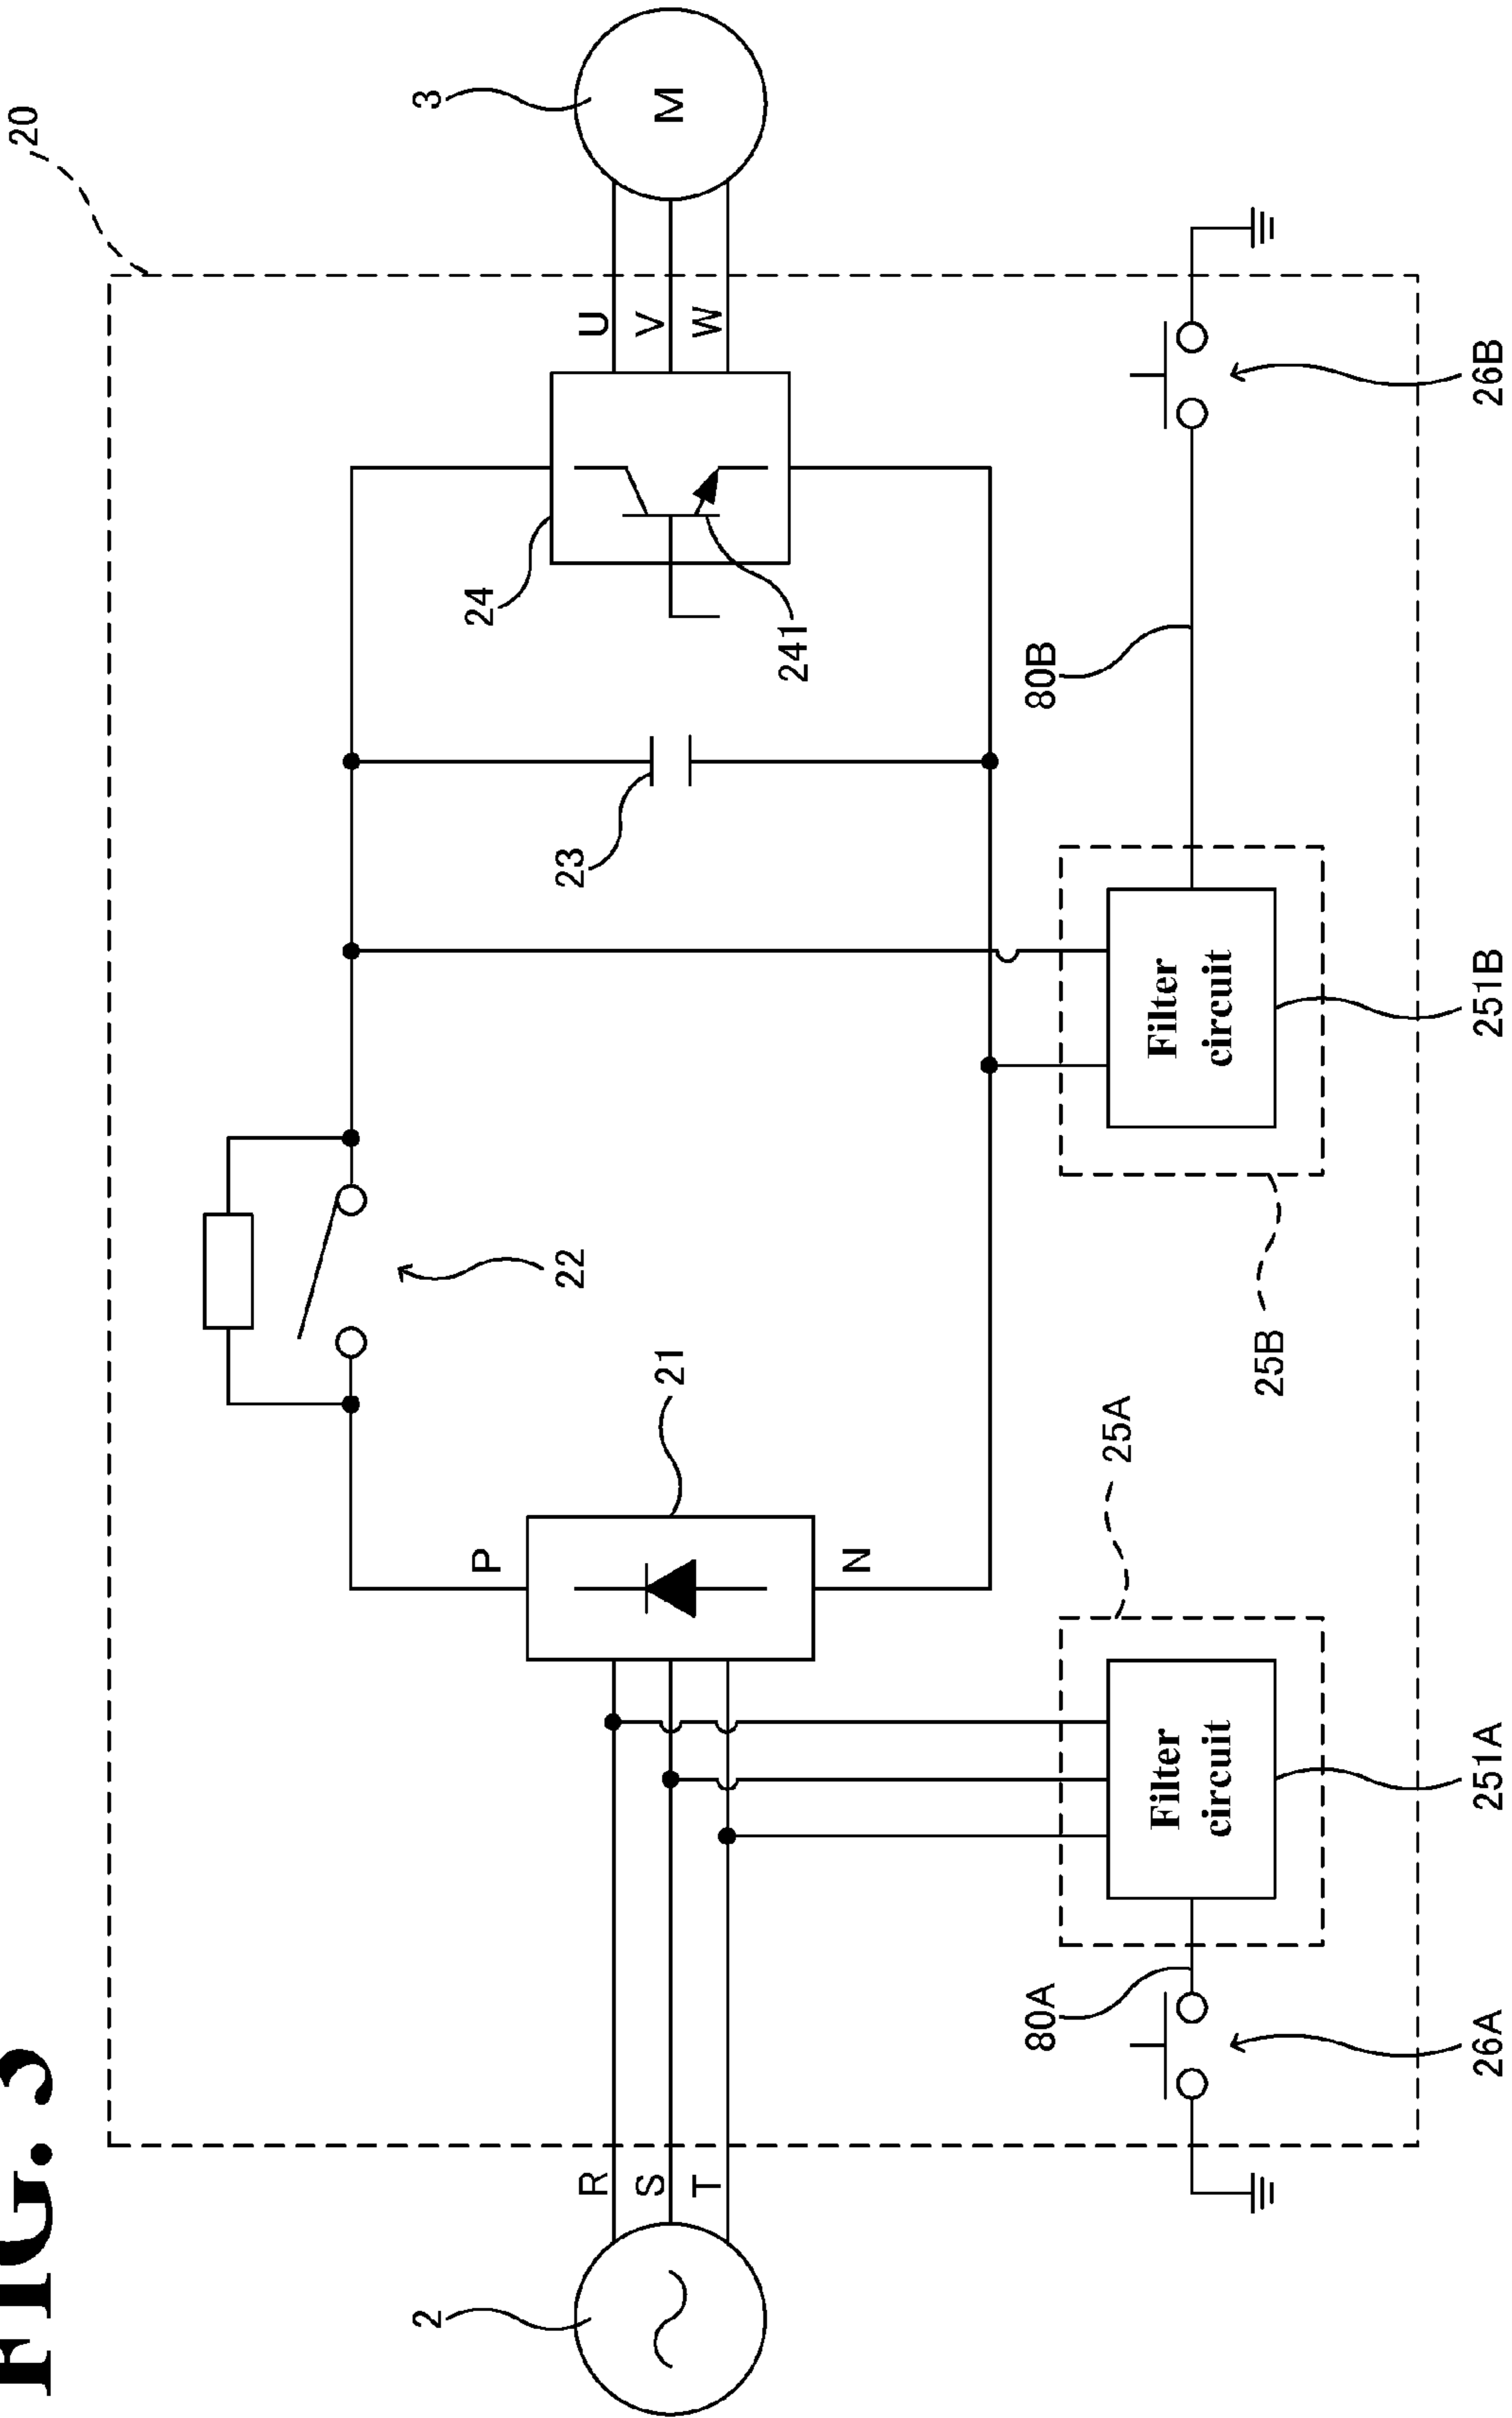 FIG.
20
2
3
P
24
22
23
R
U
S
21
V
M
T
W
241
N
80A
80B
25A
Filter
circuit
Filter
circuit
25B
26A
251A
251B
26B